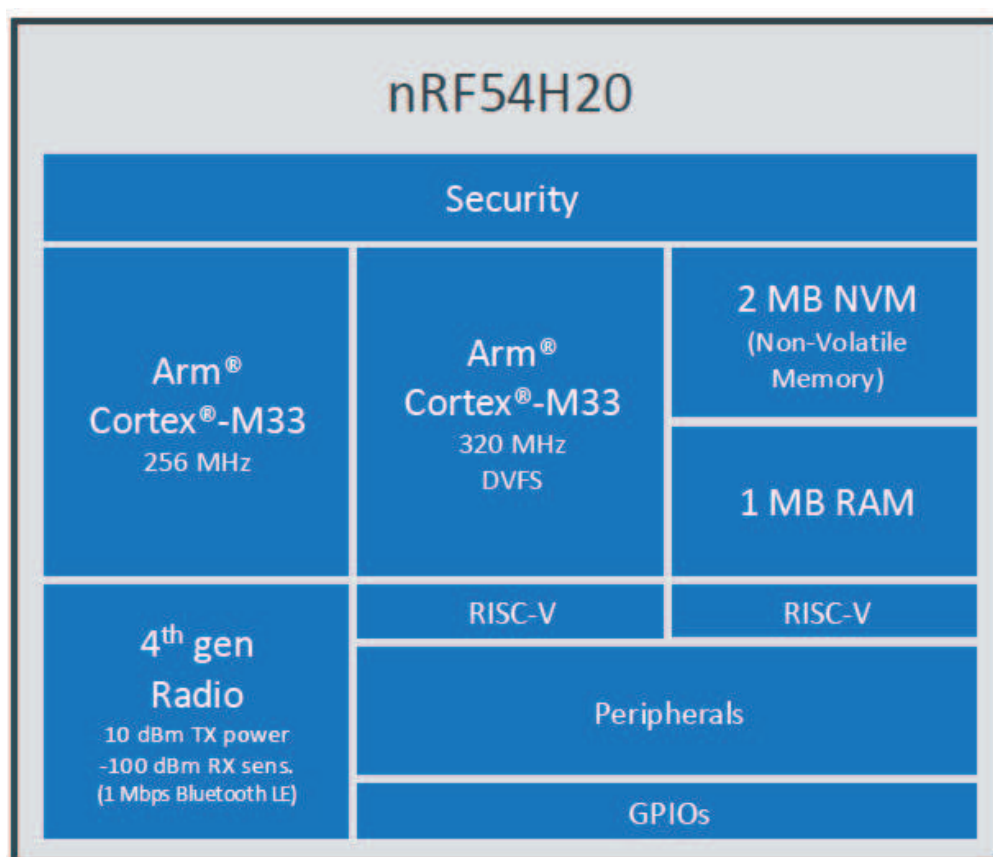 nRF54H20
Security
Arm®
Cortex®-M33
256 MHz
Arm®
Cortex®-M33
320 MHz
DVFS
2 MB NVM
(Non-Volatile
Memory)
1 MB RAM
4th gen
Radio
10 dBm TX power
-100 dBm RX sens.
(1 Mbps Bluetooth LE)
RISC-V
RISC-V
Peripherals
GPIOs